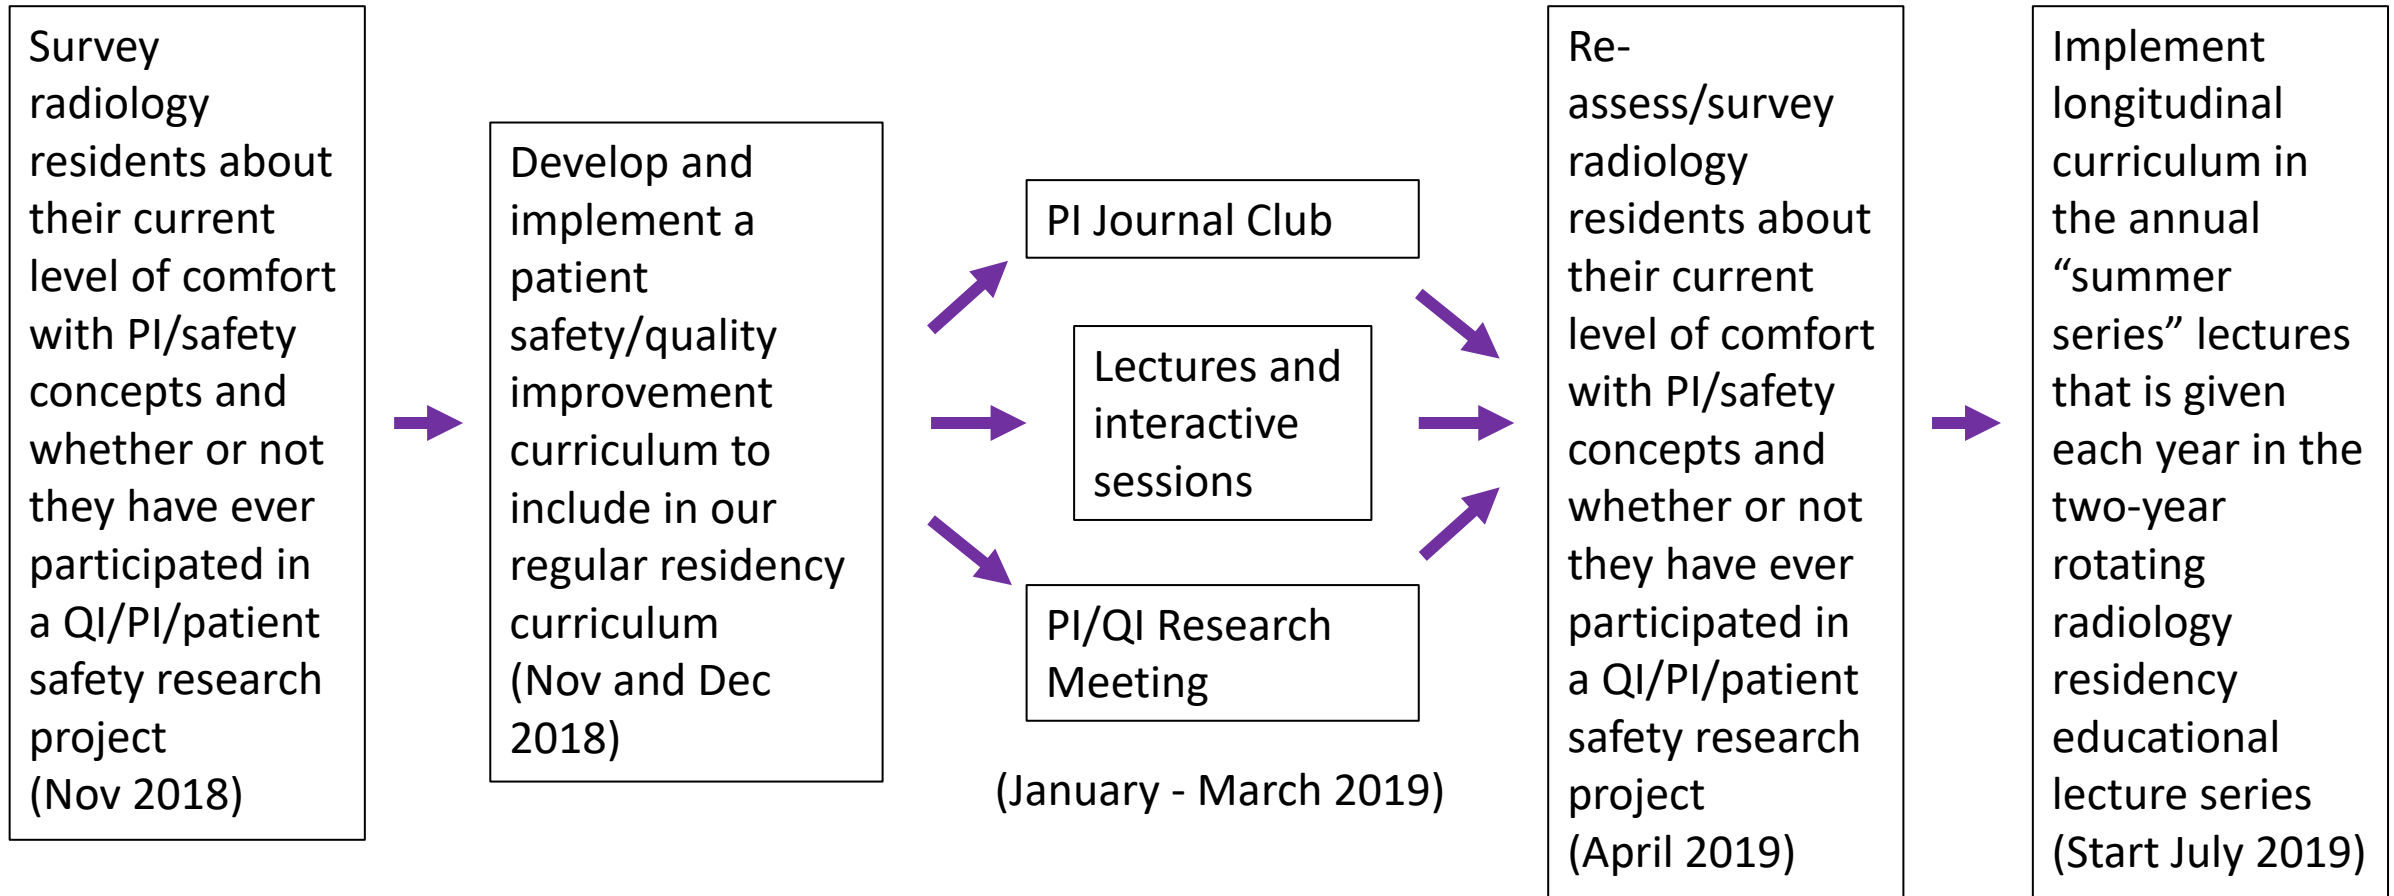 Survey
radiology
residents about
their current
level of comfort
with PI/safety
concepts and
whether or not
they have ever
participated in
a QI/PI/patient
safety research
project
(Nov 2018)
Develop and
implement a
patient
safety/quality
improvement
curriculum to
include in our
regular residency
curriculum
(Nov and Dec
2018)
PI Journal Club
Lectures and
interactive
sessions
PI/QI Research
Meeting
(January - March 2019)
Re-
assess/survey
radiology
residents about
their current
level of comfort
with PI/safety
concepts and
whether or not
they have ever
participated in
a QI/PI/patient
safety research
project
(April 2019)
Implement
longitudinal
curriculum in
the annual
“summer
series” lectures
that is given
each year in the
two-year
rotating
radiology
residency
educational
lecture series
(Start July 2019)